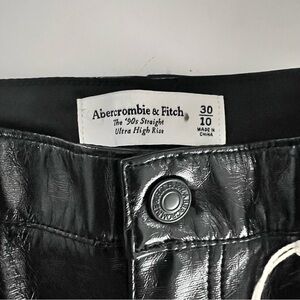 Abercrombie & Fitch
The '90s Straight
Ultra High Rise
30
10
MADE IN
CHINA